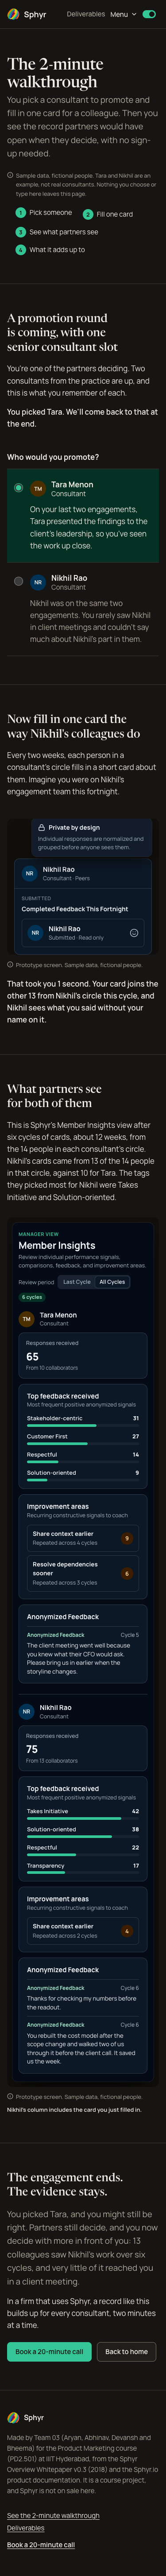 Sphyr
Deliverables
Menu
The 2-minute
walkthrough
You pick a consultant to promote and
fill in one card for a colleague. Then you
see the record partners would have
open when they decide, with no sign-
up needed.
Sample data, fictional people. Tara and Nikhil are an
example, not real consultants. Nothing you choose or
type here leaves this page.
1 Pick someone
2 Fill one card
3 See what partners see
4 What it adds up to
A promotion round
is coming, with one
senior consultant slot
You're one of the partners deciding. Two
consultants from the practice are up, and
this is what you remember of each.
You picked Tara. We'll come back to that at
the end.
Who would you promote?
TM
Tara Menon
Consultant
On your last two engagements,
Tara presented the findings to the
client's leadership, so you've seen
the work up close.
NR
Nikhil Rao
Consultant
Nikhil was on the same two
engagements. You rarely saw Nikhil
in client meetings and couldn't say
much about Nikhil's part in them.
Now fill in one card the
way Nikhil's colleagues do
Every two weeks, each person in a
consultant's circle fills in a short card about
them. Imagine you were on Nikhil's
engagement team this fortnight.
Private by design
Individual responses are normalized and
grouped before anyone sees them.
NR
Nikhil Rao
Consultant · Peers
SUBMITTED
Completed Feedback This Fortnight
NR
Nikhil Rao
Submitted · Read only
Prototype screen. Sample data, fictional people.
That took you 1 second. Your card joins the
other 13 from Nikhil's circle this cycle, and
Nikhil sees what you said without your
name on it.
What partners see
for both of them
This is Sphyr's Member Insights view after
six cycles of cards, about 12 weeks, from
the 14 people in each consultant's circle.
Nikhil's cards came from 13 of the 14 people
in that circle, against 10 for Tara. The tags
they picked most for Nikhil were Takes
Initiative and Solution-oriented.
MANAGER VIEW
Member Insights
Review individual performance signals,
comparisons, feedback, and improvement areas.
Review period
Last Cycle
All Cycles
6 cycles
TM
Tara Menon
Consultant
Responses received
65
From 10 collaborators
Top feedback received
Most frequent positive anonymized signals
Stakeholder-centric 31
Customer First 27
Respectful 14
Solution-oriented 9
Improvement areas
Recurring constructive signals to coach
Share context earlier
Repeated across 4 cycles
9
Resolve dependencies
sooner
Repeated across 3 cycles
6
Anonymized Feedback
Anonymized Feedback Cycle 5
The client meeting went well because
you knew what their CFO would ask.
Please bring us in earlier when the
storyline changes.
NR
Nikhil Rao
Consultant
Responses received
75
From 13 collaborators
Top feedback received
Most frequent positive anonymized signals
Takes Initiative 42
Solution-oriented 38
Respectful 22
Transparency 17
Improvement areas
Recurring constructive signals to coach
Share context earlier
Repeated across 2 cycles
4
Anonymized Feedback
Anonymized Feedback Cycle 6
Thanks for checking my numbers before
the readout.
Anonymized Feedback Cycle 6
You rebuilt the cost model after the
scope change and walked two of us
through it before the client call. It saved
us the week.
Prototype screen. Sample data, fictional people.
Nikhil's column includes the card you just filled in.
The engagement ends.
The evidence stays.
You picked Tara, and you might still be
right. Partners still decide, and you now
decide with more in front of you: 13
colleagues saw Nikhil's work over six
cycles, and very little of it reached you
in a client meeting.
In a firm that uses Sphyr, a record like this
builds up for every consultant, two minutes
at a time.
Book a 20-minute call
Back to home
Sphyr
Made by Team 03 (Aryan, Abhinav, Devansh and
Bheema) for the Product Marketing course
(PD2.501) at IIIT Hyderabad, from the Sphyr
Overview Whitepaper v0.3 (2018) and the Sphyr.io
product documentation. It is a course project,
and Sphyr is not on sale here.
See the 2-minute walkthrough
Deliverables
Book a 20-minute call